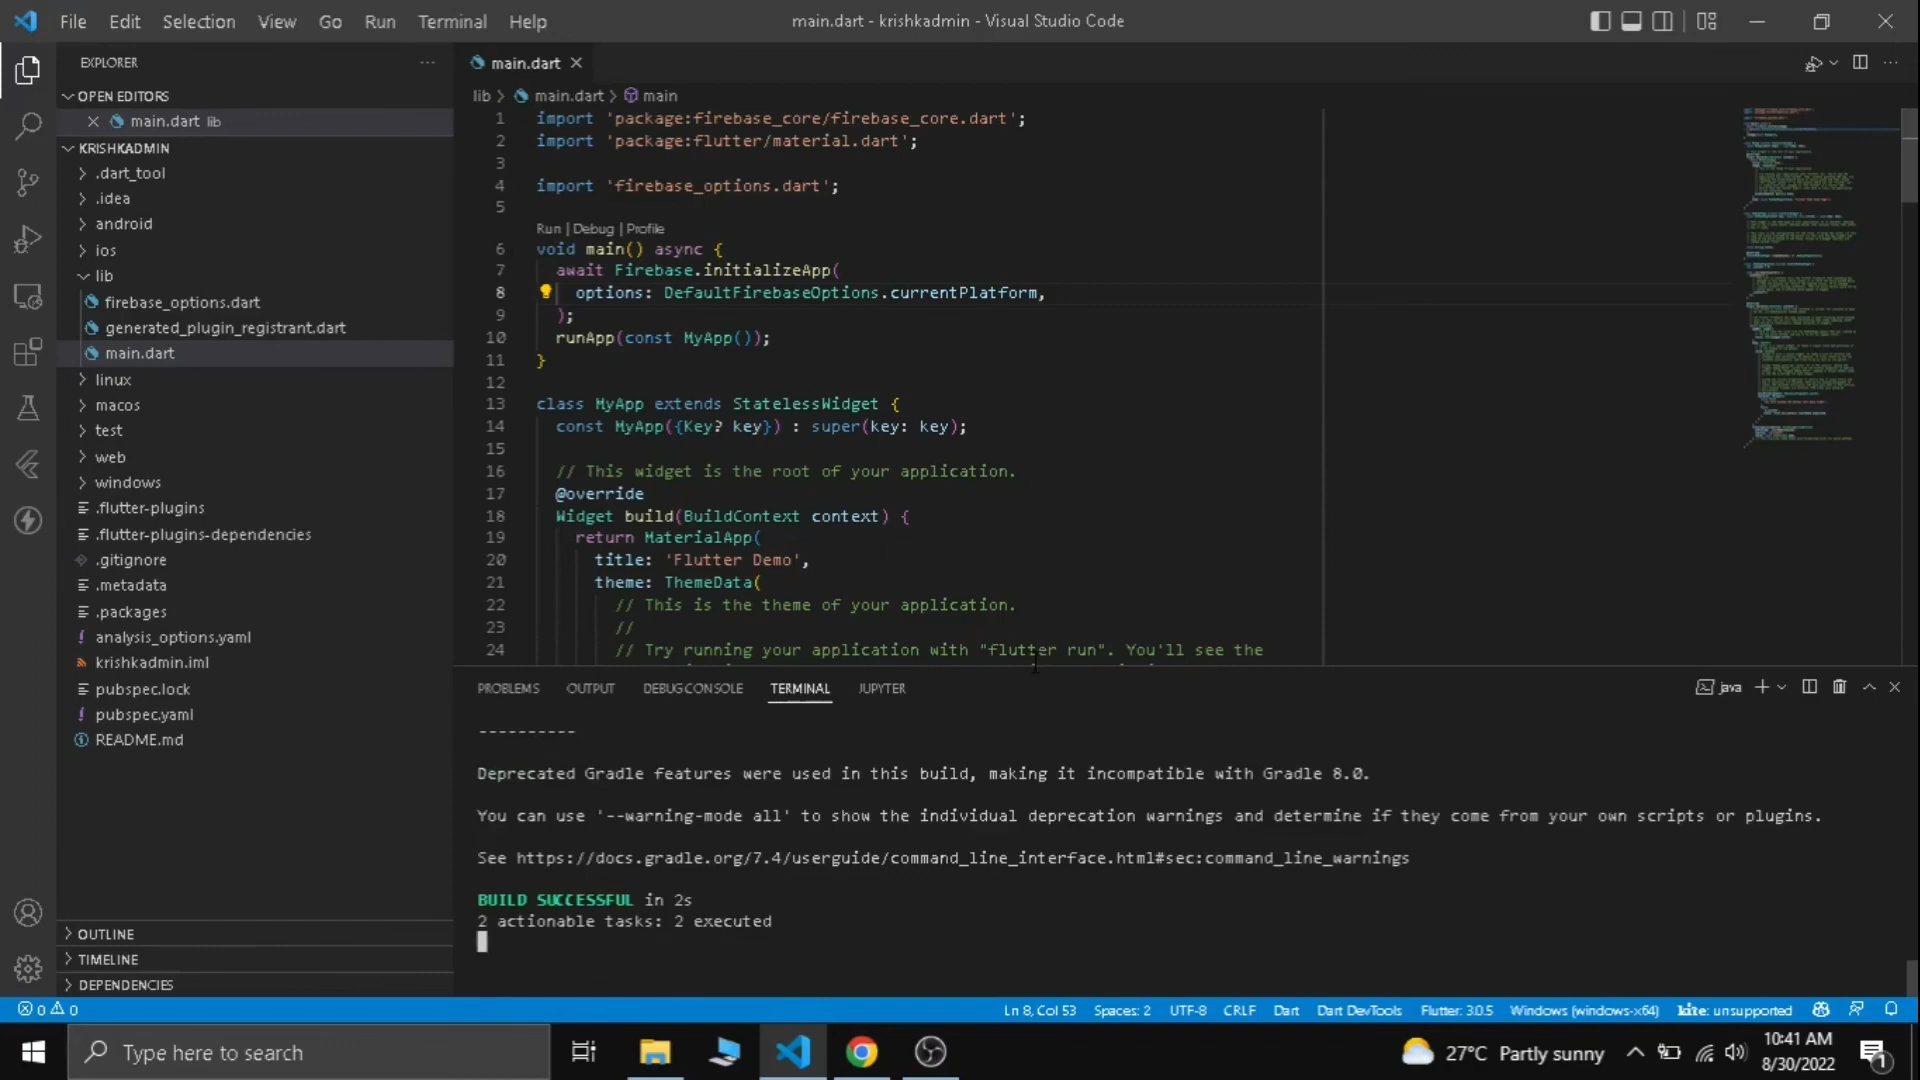 File Edit Selection View Go Run Terminal Help
main.dart - krishkadmin - Visual Studio Code
EXPLORER
OPEN EDITORS
main.dart lib
KRISHKADMIN
.dart_tool
.idea
android
ios
lib
firebase_options.dart
generated_plugin_registrant.dart
main.dart
linux
macos
test
web
windows
.flutter-plugins
.flutter-plugins-dependencies
.gitignore
.metadata
.packages
analysis_options.yaml
krishkadmin.iml
pubspec.lock
pubspec.yaml
README.md
OUTLINE
TIMELINE
DEPENDENCIES
main.dart
lib > main.dart > main
1 import 'package:firebase_core/firebase_core.dart';
2 import 'package:flutter/material.dart';
3
4 import 'firebase_options.dart';
5
Run | Debug | Profile
6 void main() async {
7 await Firebase.initializeApp(
8 options: DefaultFirebaseOptions.currentPlatform,
9 );
10 runApp(const MyApp());
11 }
12
13 class MyApp extends StatelessWidget {
14 const MyApp({Key? key}) : super(key: key);
15
16 // This widget is the root of your application.
17 @override
18 Widget build(BuildContext context) {
19 return MaterialApp(
20 title: 'Flutter Demo',
21 theme: ThemeData(
22 // This is the theme of your application.
23 //
24 // Try running your application with "flutter run". You'll see the
PROBLEMS OUTPUT DEBUG CONSOLE TERMINAL JUPYTER
java
----------
Deprecated Gradle features were used in this build, making it incompatible with Gradle 8.0.
You can use '--warning-mode all' to show the individual deprecation warnings and determine if they come from your own scripts or plugins.
See https://docs.gradle.org/7.4/userguide/command_line_interface.html#sec:command_line_warnings
BUILD SUCCESSFUL in 2s
2 actionable tasks: 2 executed
0 0
Ln 8, Col 53 Spaces: 2 UTF-8 CRLF Dart Dart DevTools Flutter: 3.0.5 Windows (windows-x64) kite: unsupported
Type here to search
27°C Partly sunny
10:41 AM
8/30/2022
1